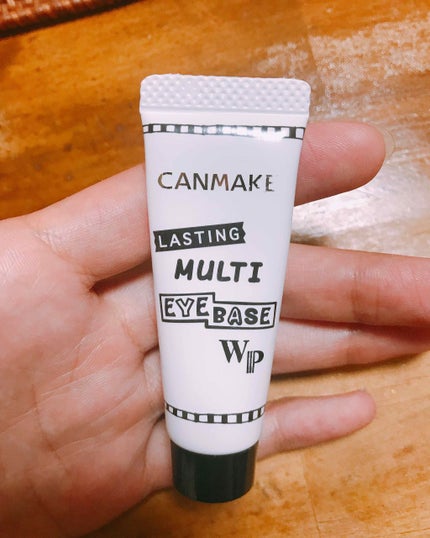 CANMAKE
LASTING
MULTI
EYE BASE
WP